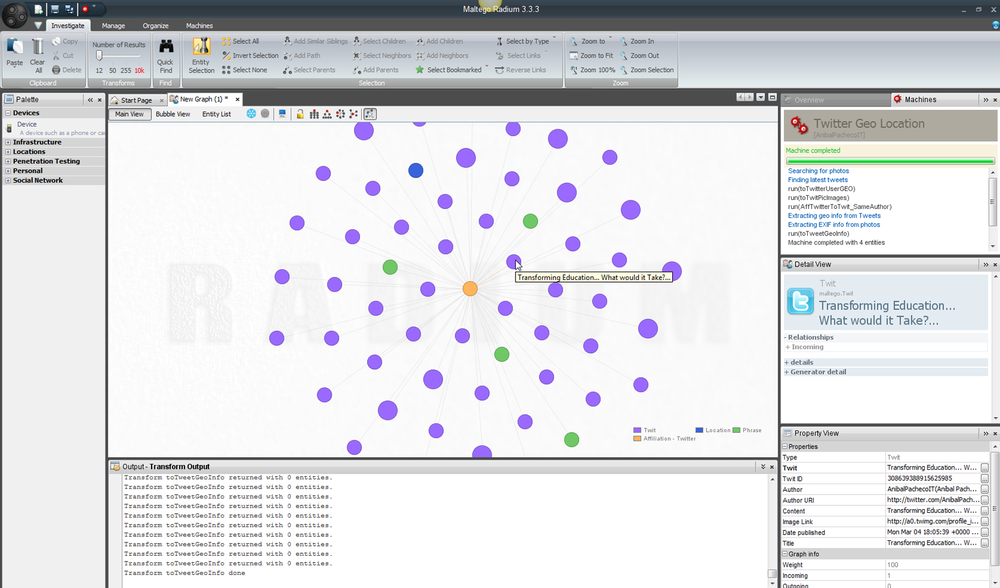 Maltego Radium 3.3.3
Investigate
Manage
Organize
Machines
Paste
Clear All
Copy
Cut
Delete
Clipboard
Number of Results
12 50 255 10k
Transforms
Quick Find
Find
Entity Selection
Select All
Invert Selection
Select None
Add Similar Siblings
Add Path
Select Parents
Select Children
Select Neighbors
Add Parents
Add Children
Add Neighbors
Select Bookmarked
Select by Type
Select Links
Reverse Links
Selection
Zoom to
Zoom to Fit
Zoom 100%
Zoom In
Zoom Out
Zoom Selection
Zoom
Palette
Devices
Device
A device such as a phone or ca
Infrastructure
Locations
Penetration Testing
Personal
Social Network
Start Page
New Graph (1) *
Main View
Bubble View
Entity List
RADIUM
Transforming Education... What would it Take?...
Twit
Location
Phrase
Affiliation - Twitter
Output - Transform Output
Transform toTweetGeoInfo returned with 0 entities.
Transform toTweetGeoInfo returned with 0 entities.
Transform toTweetGeoInfo returned with 0 entities.
Transform toTweetGeoInfo returned with 0 entities.
Transform toTweetGeoInfo returned with 0 entities.
Transform toTweetGeoInfo returned with 0 entities.
Transform toTweetGeoInfo returned with 0 entities.
Transform toTweetGeoInfo returned with 0 entities.
Transform toTweetGeoInfo returned with 0 entities.
Transform toTweetGeoInfo returned with 0 entities.
Transform toTweetGeoInfo done
Overview
Machines
Twitter Geo Location
[AnibalPachecoIT]
Machine completed
Searching for photos
Finding latest tweets
run(toTwitterUserGEO)
run(toTwitPicImages)
run(AffTwitterToTwit_SameAuthor)
Extracting geo info from Tweets
Extracting EXIF info from photos
run(toTweetGeoInfo)
Machine completed with 4 entities
Detail View
Twit
maltego.Twit
Transforming Education...
What would it Take?...
- Relationships
+ Incoming
+ details
+ Generator detail
Property View
Properties
Type Twit
Twit Transforming Education... W...
Twit ID 308639388915625985
Author AnibalPachecoIT(Aníbal Pach...
Author URI http://twitter.com/AnibalPach...
Content Transforming Education... W...
Image Link http://a0.twimg.com/profile_i...
Date published Mon Mar 04 18:05:39 +0000 ...
Title Transforming Education... W...
Graph info
Weight 100
Incoming 1
Outgoing 0